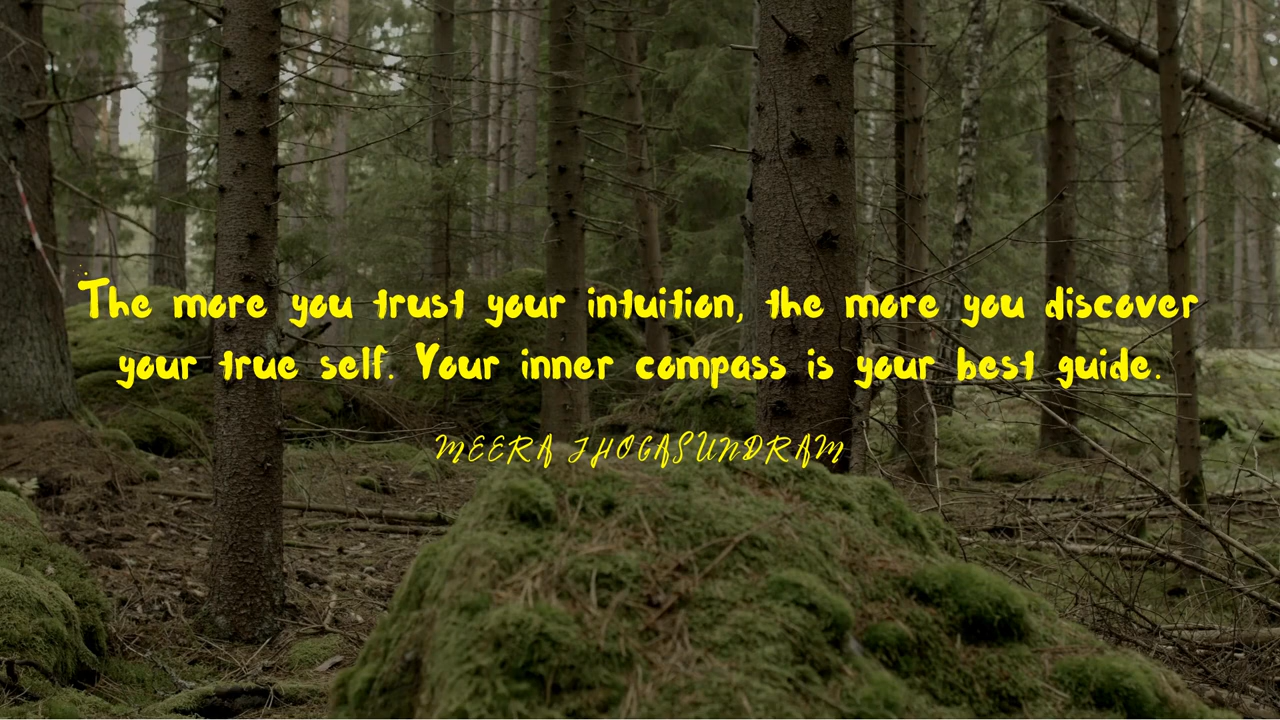 The more you trust your intuition, the more you discover
your true self. Your inner compass is your best guide.
MEERA JHOGASUNDRAM